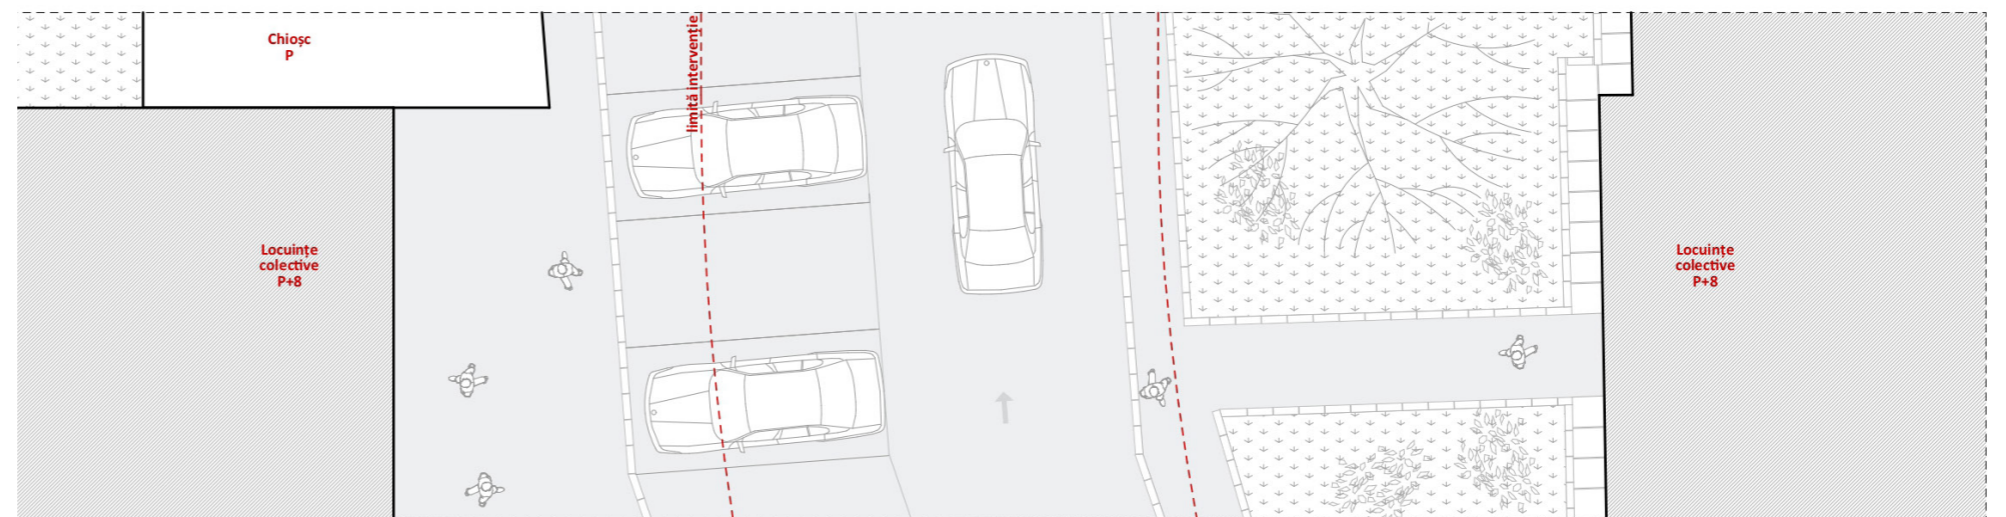 Chioșc
P
limită intervenție
Locuințe
colective
P+8
Locuințe
colective
P+8